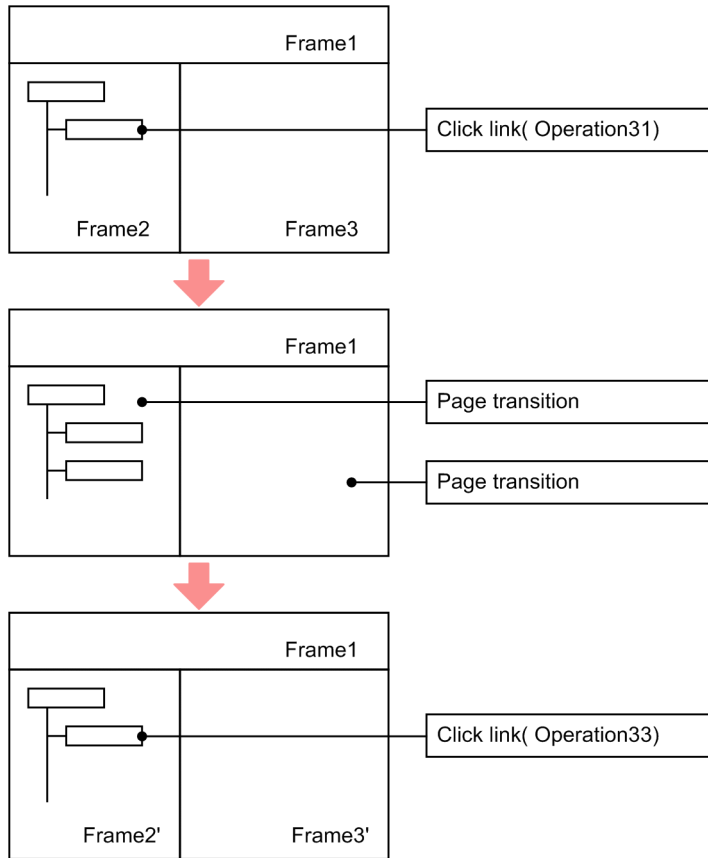 Frame1
Click link( Operation31)
Frame2
Frame3
Frame1
Page transition
Page transition
Frame1
Click link( Operation33)
Frame2'
Frame3'